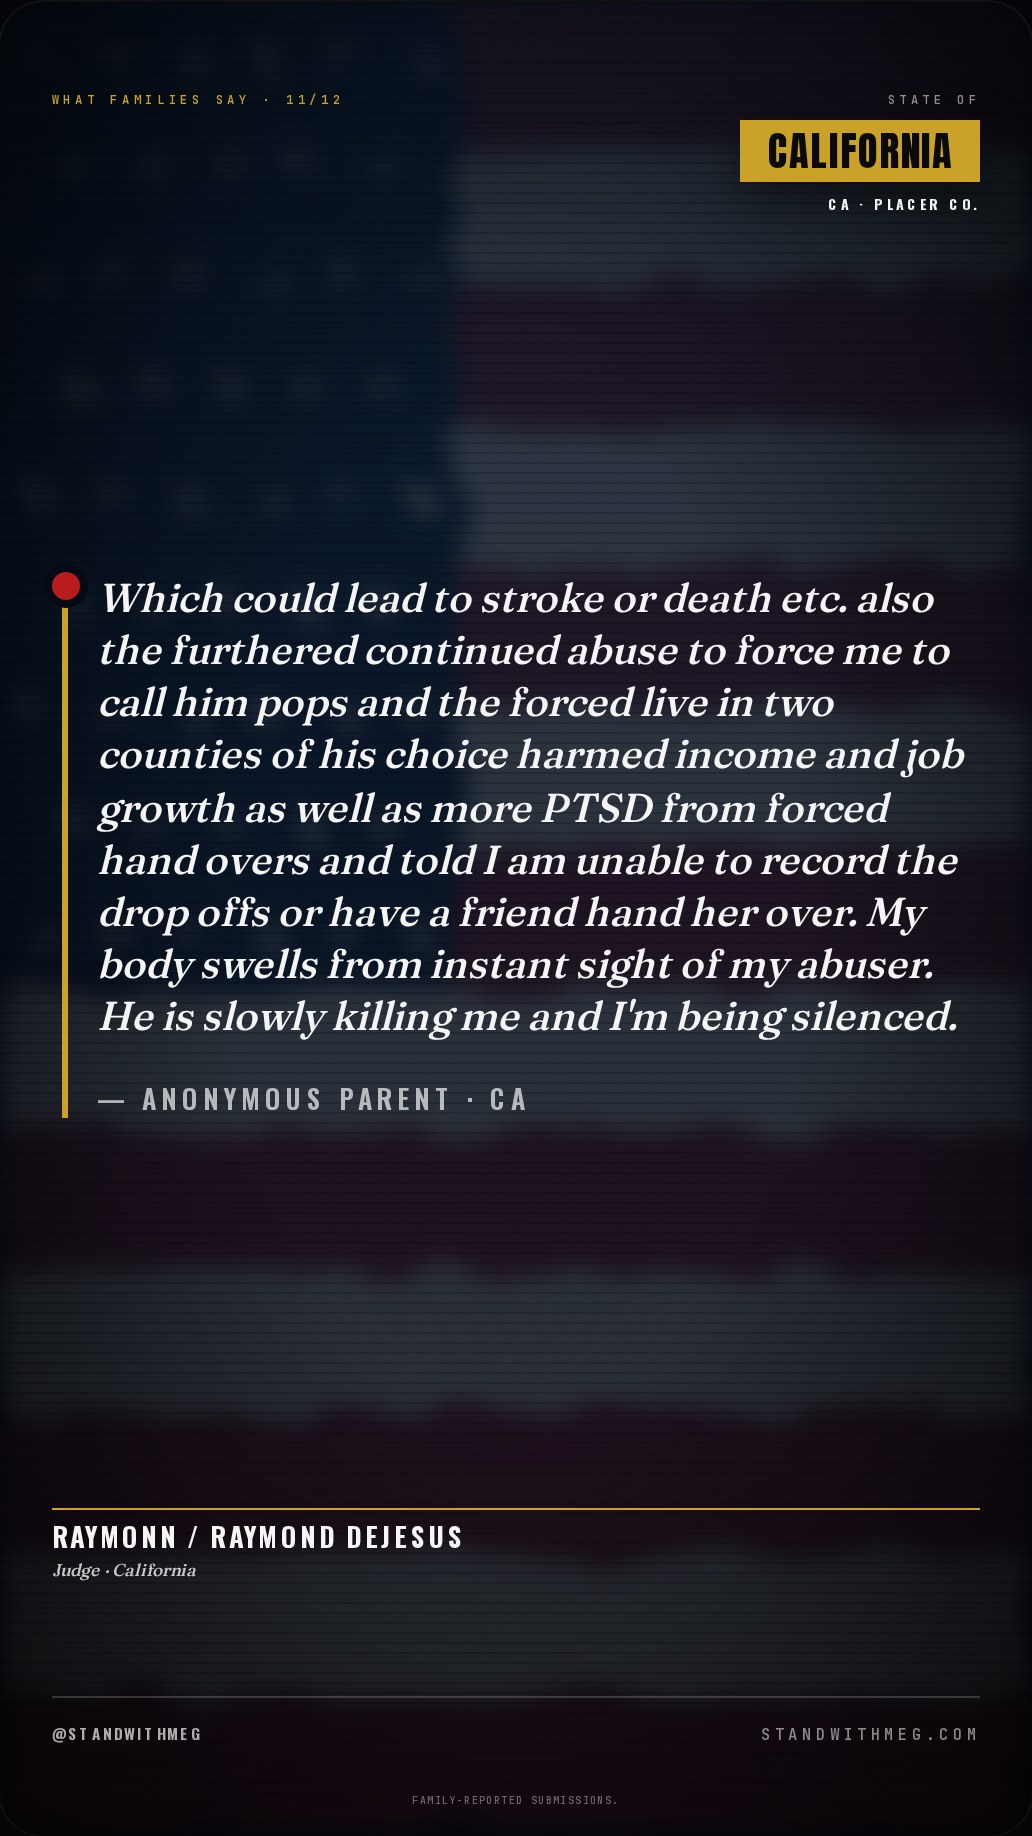 WHAT FAMILIES SAY · 11/12
STATE OF
CALIFORNIA
CA · PLACER CO.
Which could lead to stroke or death etc. also
the furthered continued abuse to force me to
call him pops and the forced live in two
counties of his choice harmed income and job
growth as well as more PTSD from forced
hand overs and told I am unable to record the
drop offs or have a friend hand her over. My
body swells from instant sight of my abuser.
He is slowly killing me and I'm being silenced.
— ANONYMOUS PARENT · CA
RAYMONN / RAYMOND DEJESUS
Judge · California
@STANDWITHMEG
STANDWITHMEG.COM
FAMILY-REPORTED SUBMISSIONS.